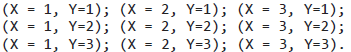 (X = 1, Y=1); (X = 2, Y=1); (X = 3, Y=1);
(X = 1, Y=2); (X = 2, Y=2); (X = 3, Y=2);
(X = 1, Y=3); (X = 2, Y=3); (X = 3, Y=3).